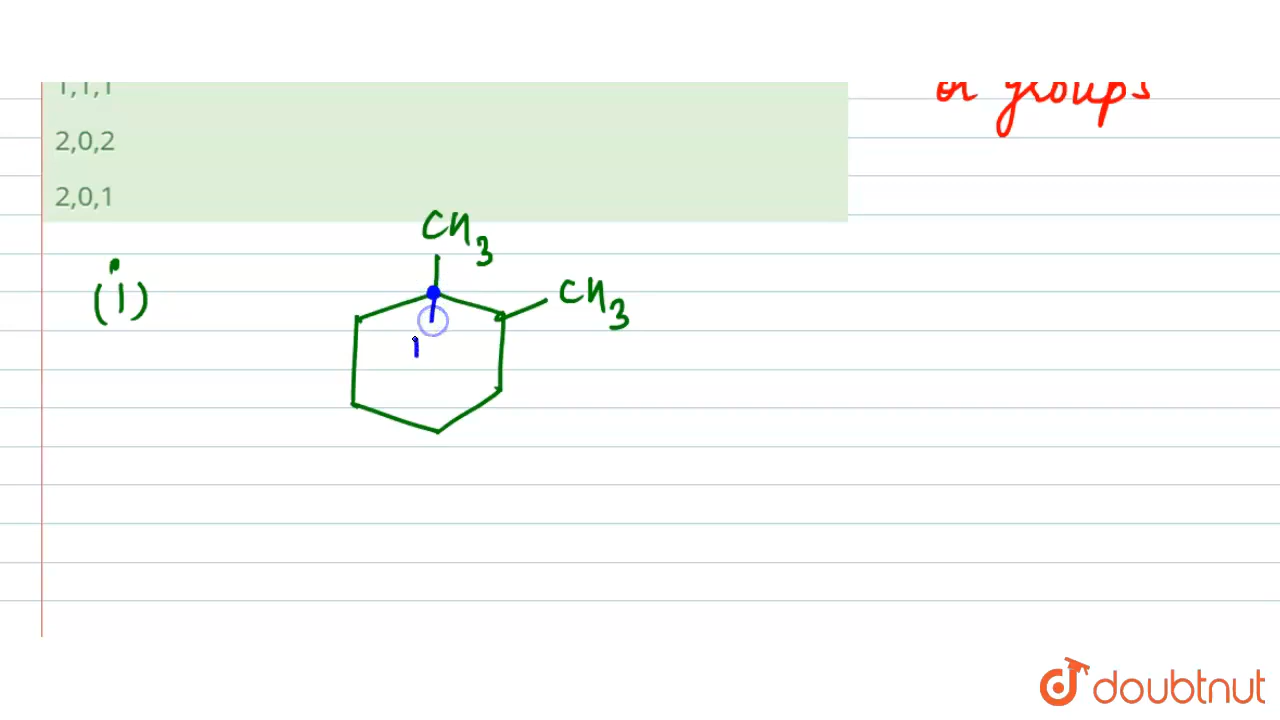 1,1,1
or groups
2,0,2
2,0,1
CH3
(i)
CH3
1
doubtnut